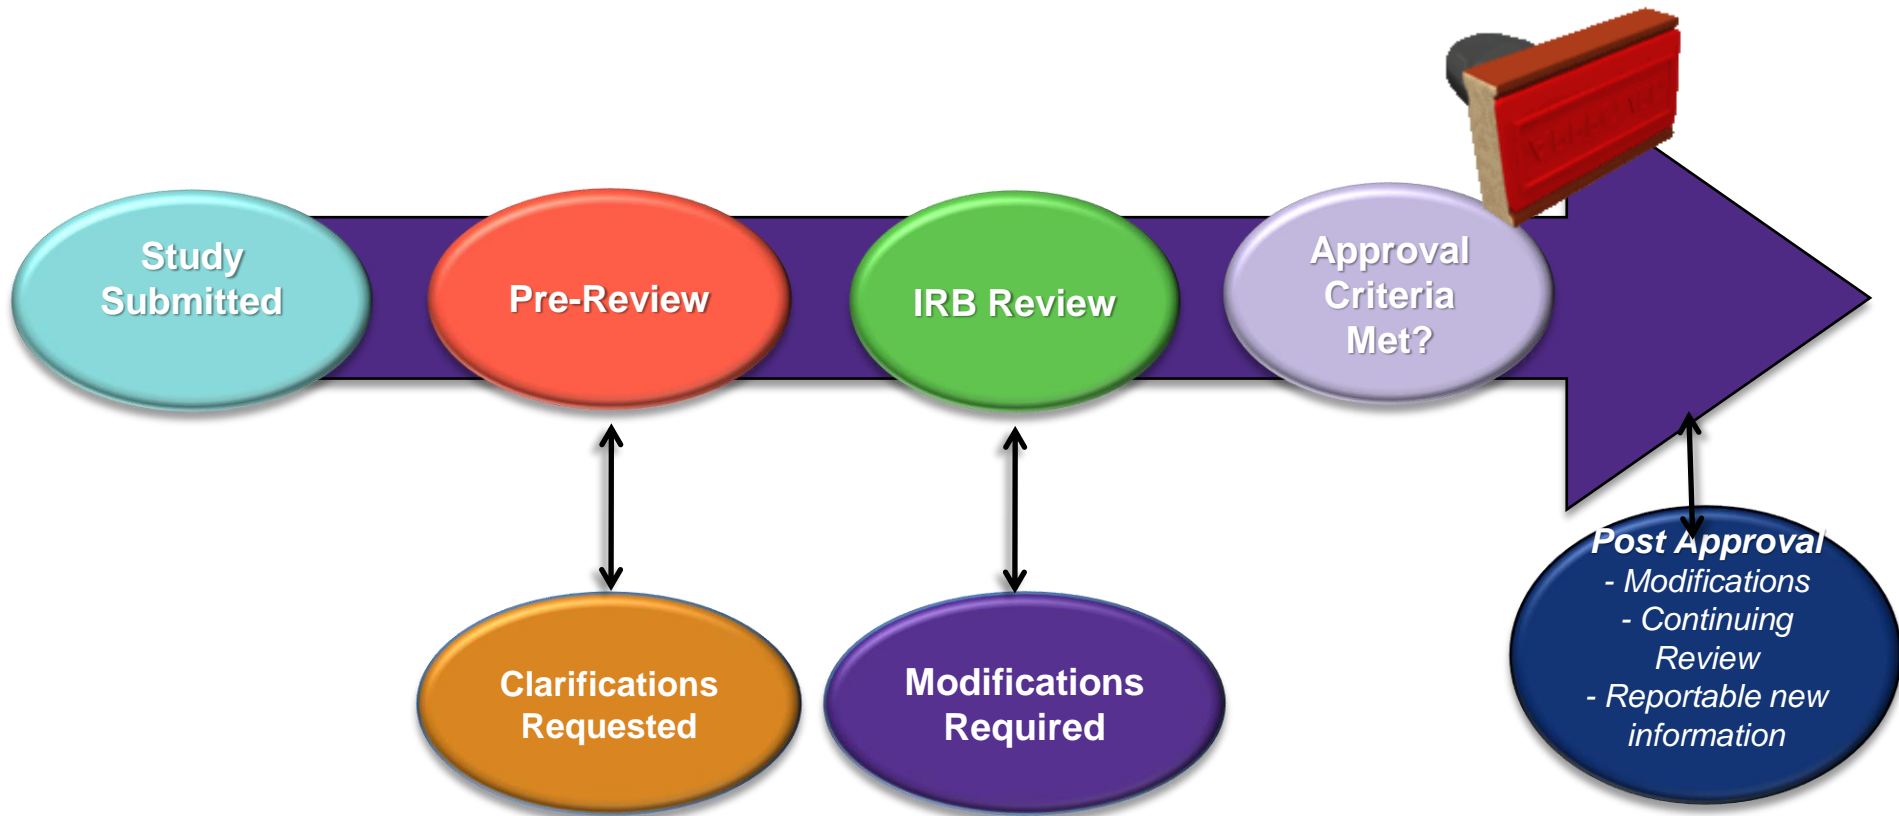 Study
Submitted
Pre-Review
IRB Review
Approval
Criteria
Met?
Clarifications
Requested
Modifications
Required
Post Approval
- Modifications
- Continuing
Review
- Reportable new
information